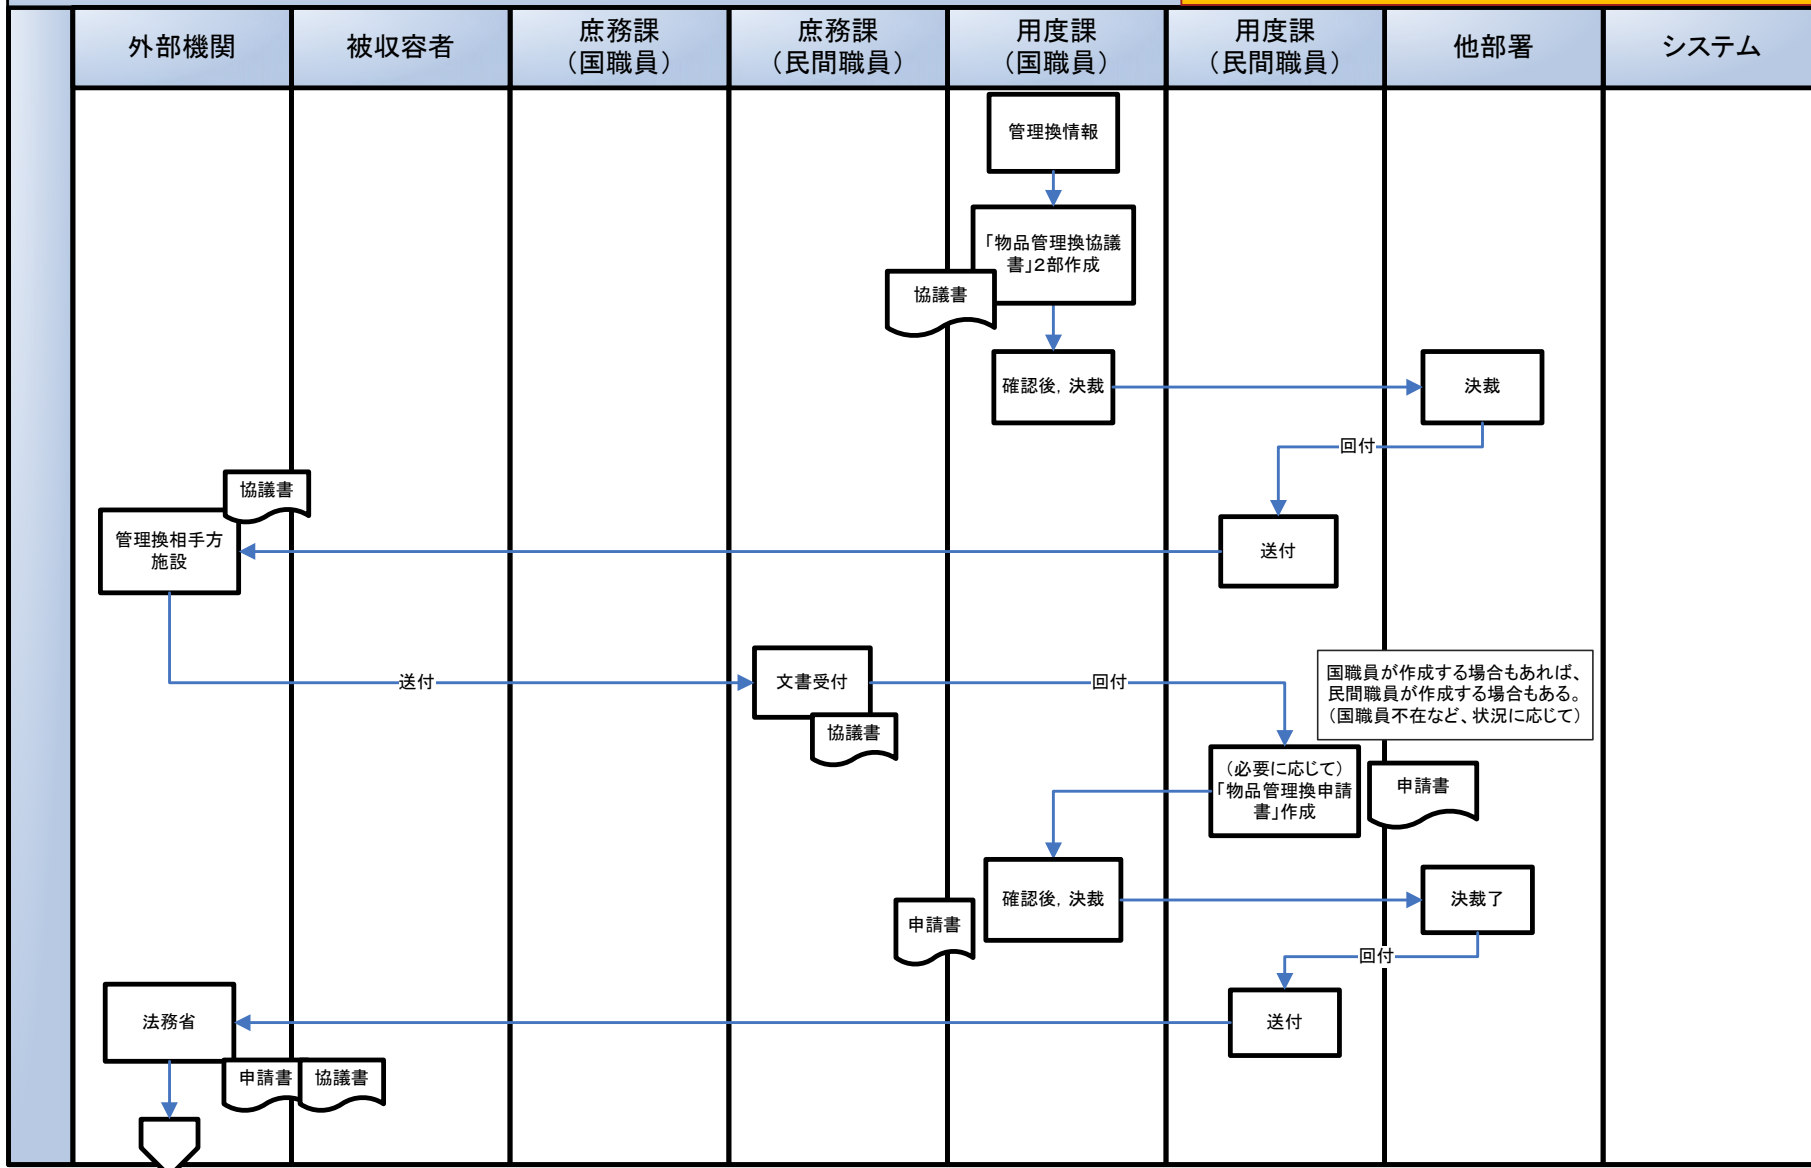 外部機関
被収容者
庶務課
（国職員）
庶務課
（民間職員）
用度課
（国職員）
用度課
（民間職員）
他部署
システム
管理換情報
「物品管理換協議
書」2部作成
協議書
確認後，決裁
決裁
回付
協議書
管理換相手方
施設
送付
送付
文書受付
回付
協議書
国職員が作成する場合もあれば、
民間職員が作成する場合もある。
（国職員不在など、状況に応じて）
（必要に応じて）
「物品管理換申請
書」作成
申請書
確認後，決裁
決裁了
申請書
回付
法務省
送付
申請書
協議書